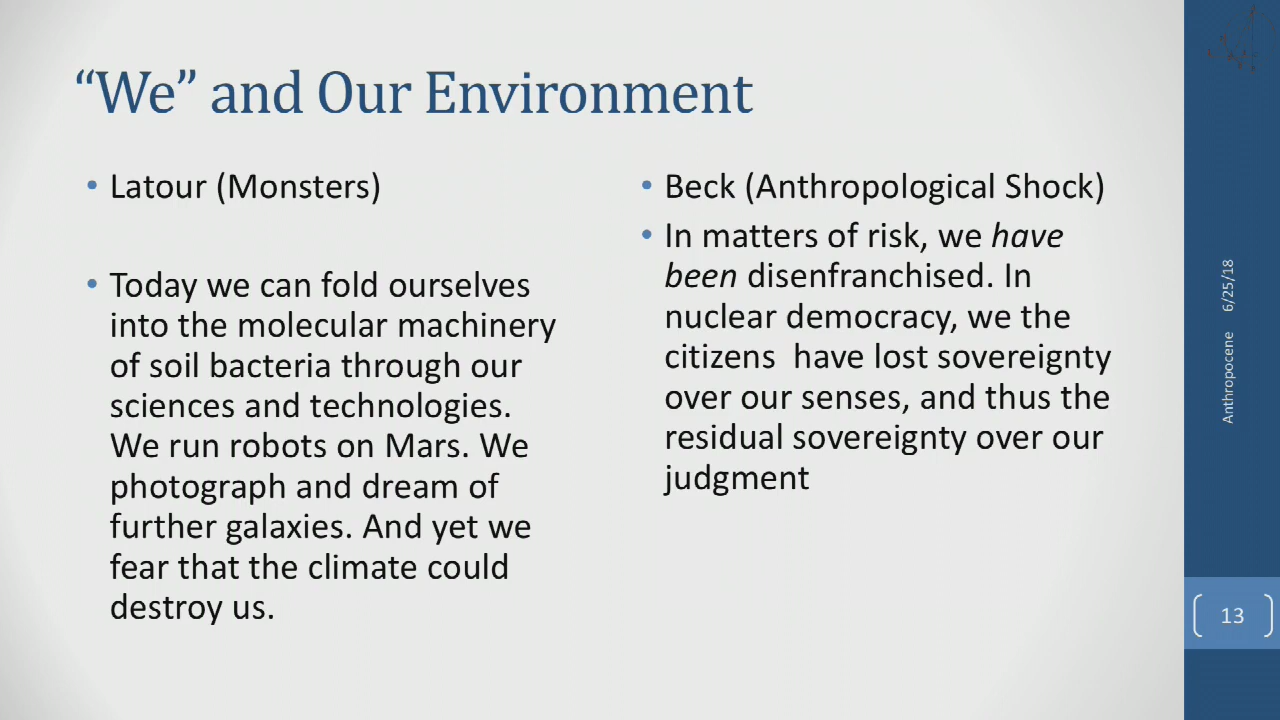 “We” and Our Environment
• Latour (Monsters)
• Today we can fold ourselves
into the molecular machinery
of soil bacteria through our
sciences and technologies.
We run robots on Mars. We
photograph and dream of
further galaxies. And yet we
fear that the climate could
destroy us.
• Beck (Anthropological Shock)
• In matters of risk, we have
been disenfranchised. In
nuclear democracy, we the
citizens  have lost sovereignty
over our senses, and thus the
residual sovereignty over our
judgment
Anthropocene 6/25/18
13